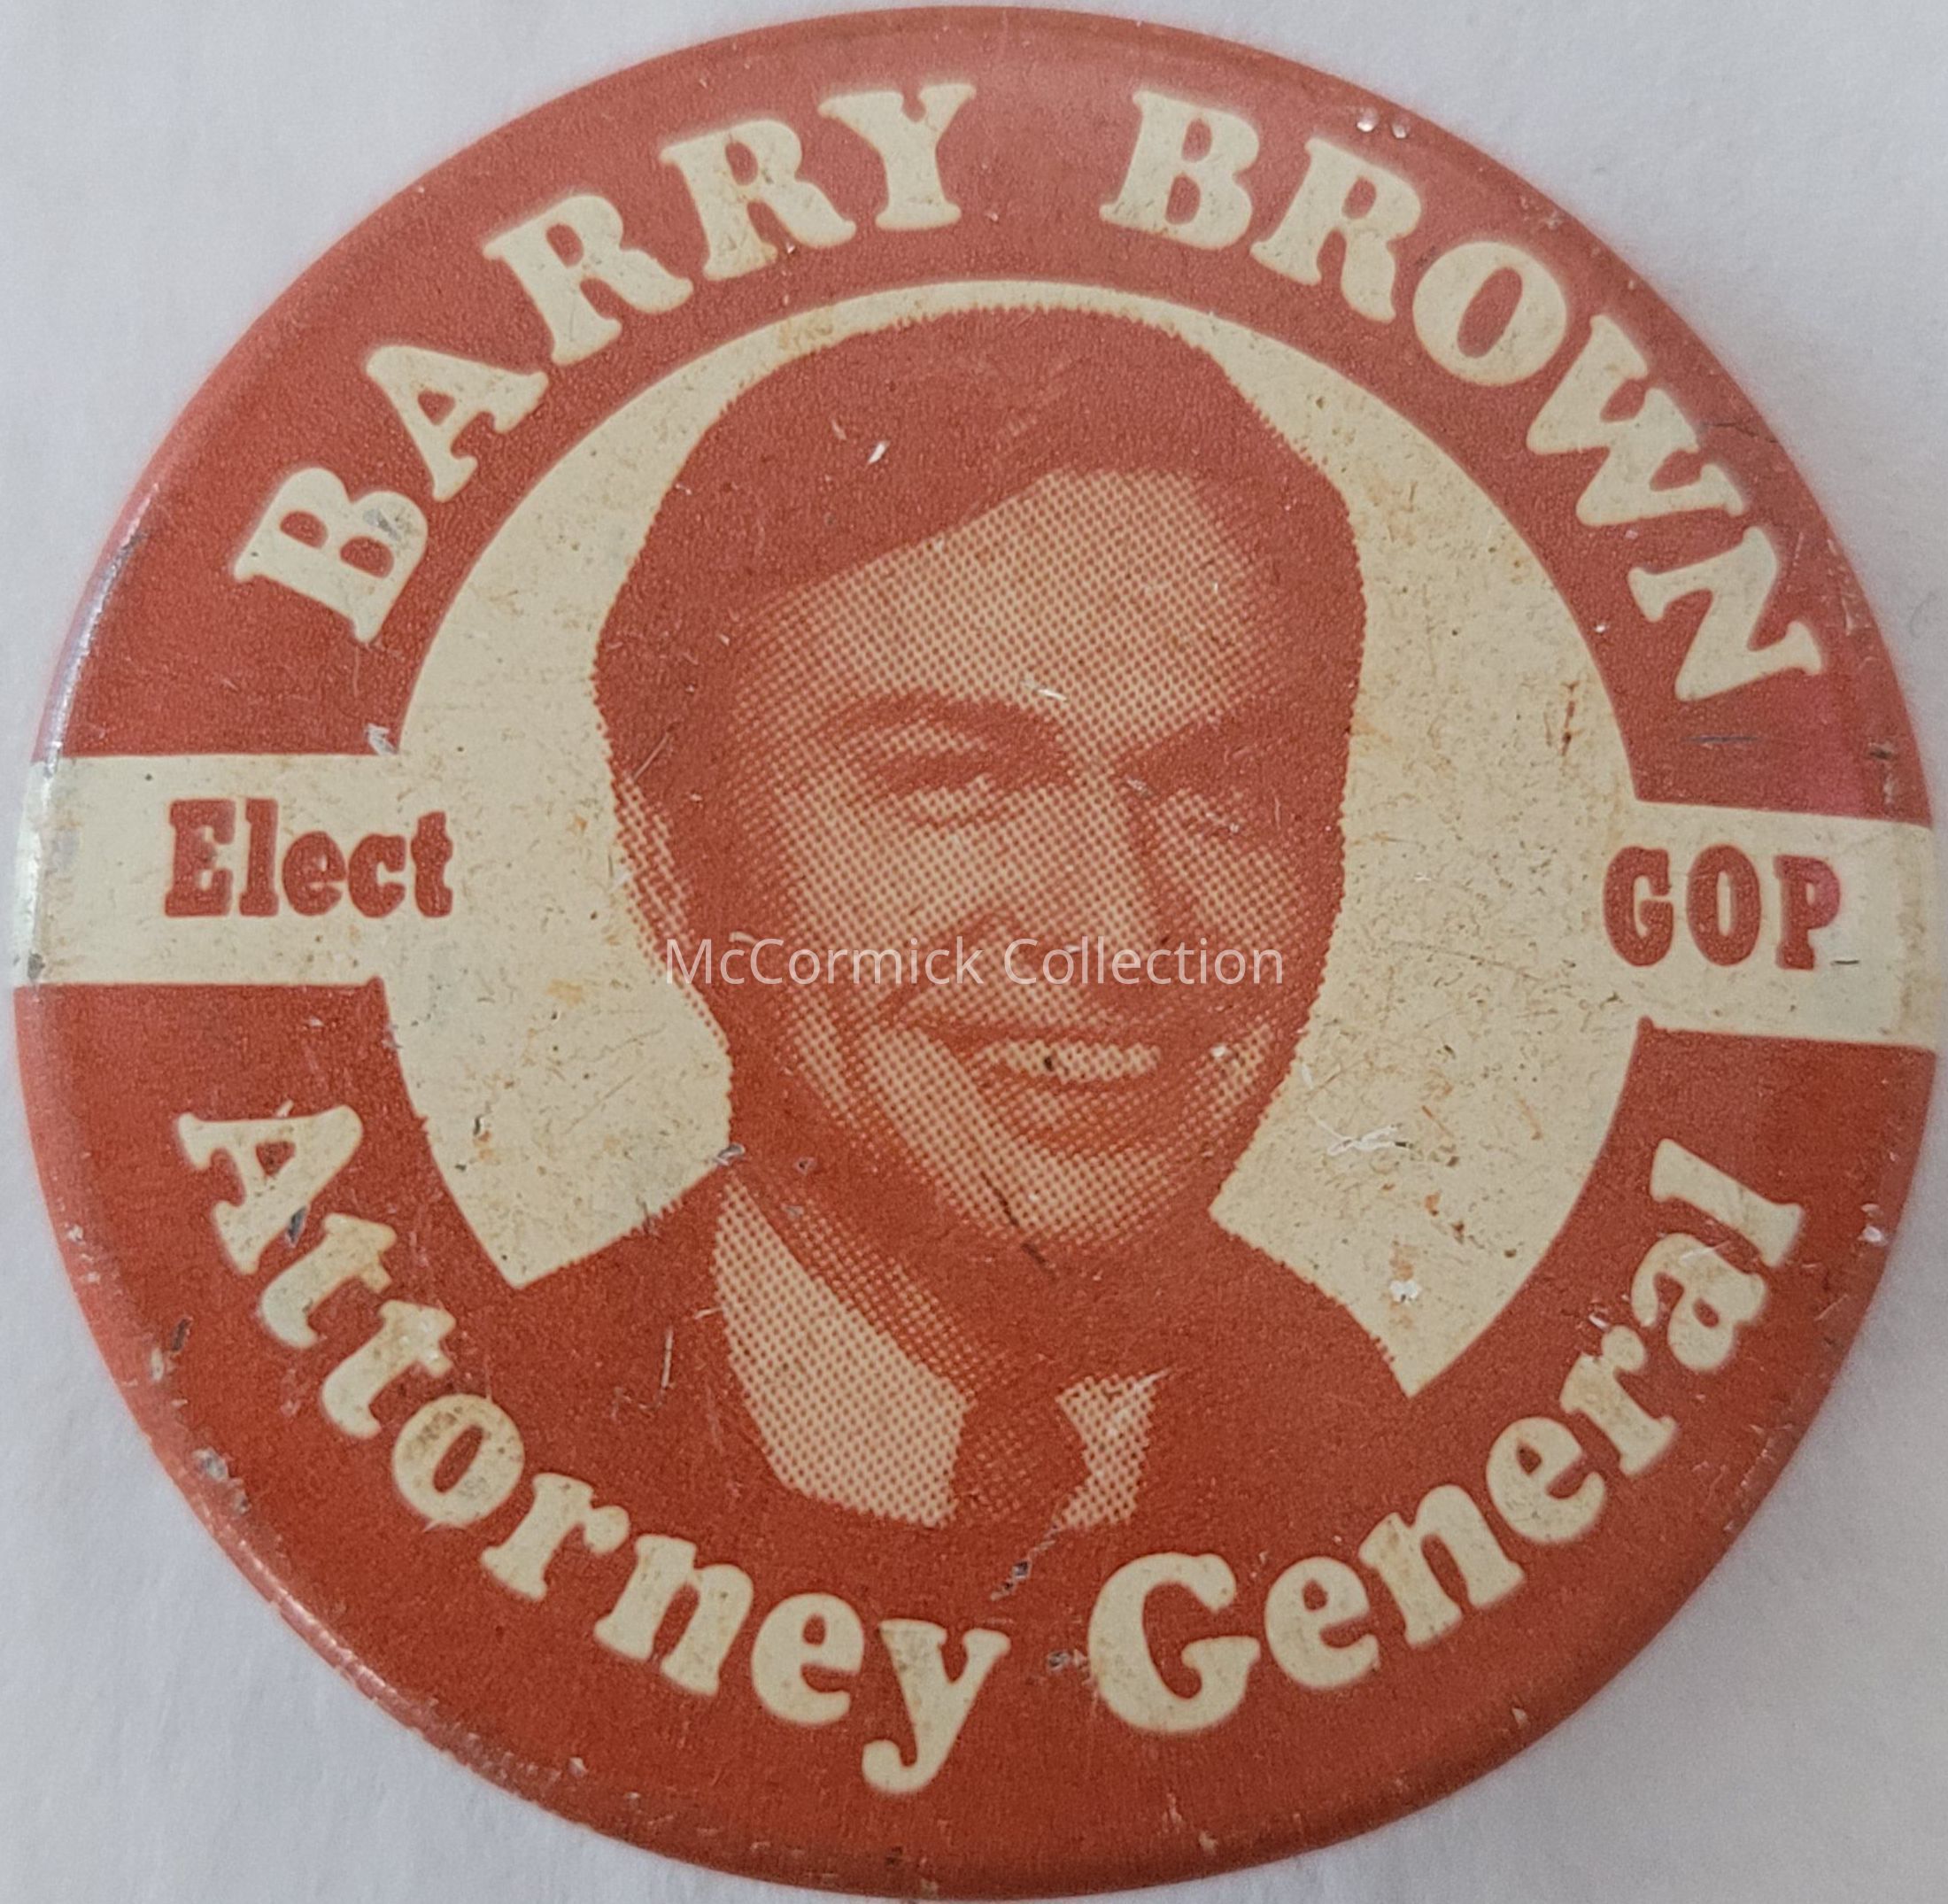 BARRY BROWN
Elect
GOP
McCormick Collection
Attorney General